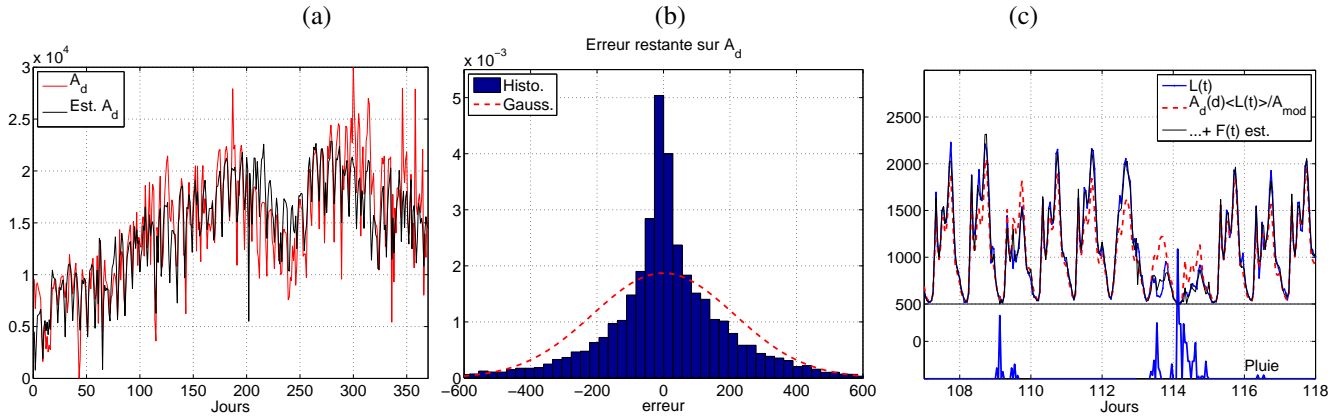 (a)
x 10^4
3
2.5
2
1.5
1
0.5
0
0 50 100 150 200 250 300 350
Jours
A_d
Est. A_d
(b)
Erreur restante sur A_d
x 10^-3
5
4
3
2
1
0
−600 −400 −200 0 200 400 600
erreur
Histo.
Gauss.
(c)
2500
2000
1500
1000
500
0
108 110 112 114 116 118
Jours
L(t)
A_d(d)<L(t)>/A_mod
...+ F(t) est.
Pluie